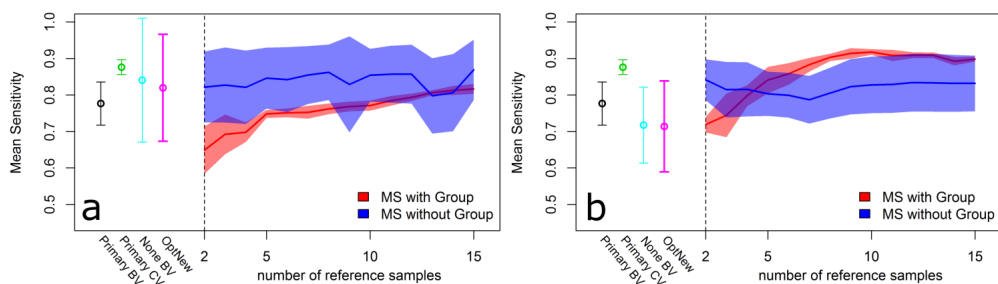 Mean Sensitivity
1.0
0.9
0.8
0.7
0.6
0.5
a
MS with Group
MS without Group
Primary BV
Primary CV
None BV
OptNew
2
5
10
15
number of reference samples
Mean Sensitivity
1.0
0.9
0.8
0.7
0.6
0.5
b
MS with Group
MS without Group
Primary BV
Primary CV
None BV
OptNew
2
5
10
15
number of reference samples